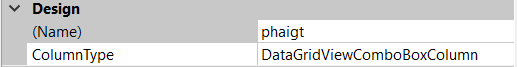 Design
(Name) phaigt
ColumnType DataGridViewComboBoxColumn